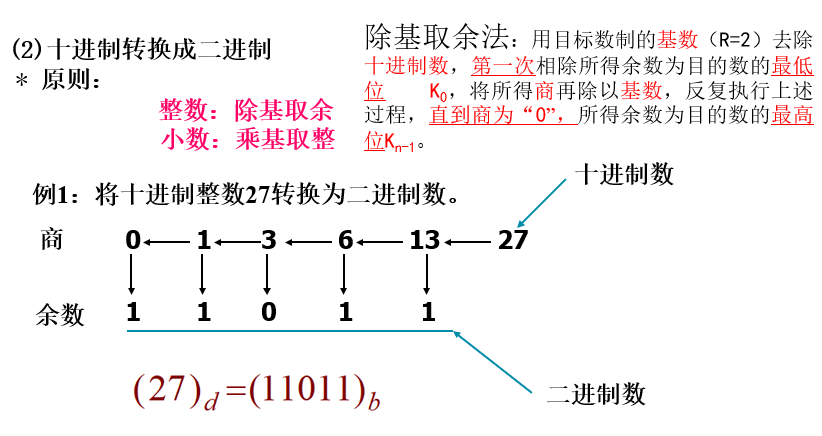 (2)十进制转换成二进制
* 原则：
整数：除基取余
小数：乘基取整
除基取余法：用目标数制的基数（R=2）去除
十进制数，第一次相除所得余数为目的数的最低
位 K0，将所得商再除以基数，反复执行上述
过程，直到商为“0”，所得余数为目的数的最高
位Kn-1。
例1：将十进制整数27转换为二进制数。
十进制数
商 0 1 3 6 13 27
余数 1 1 0 1 1
(27)d=(11011)b
二进制数